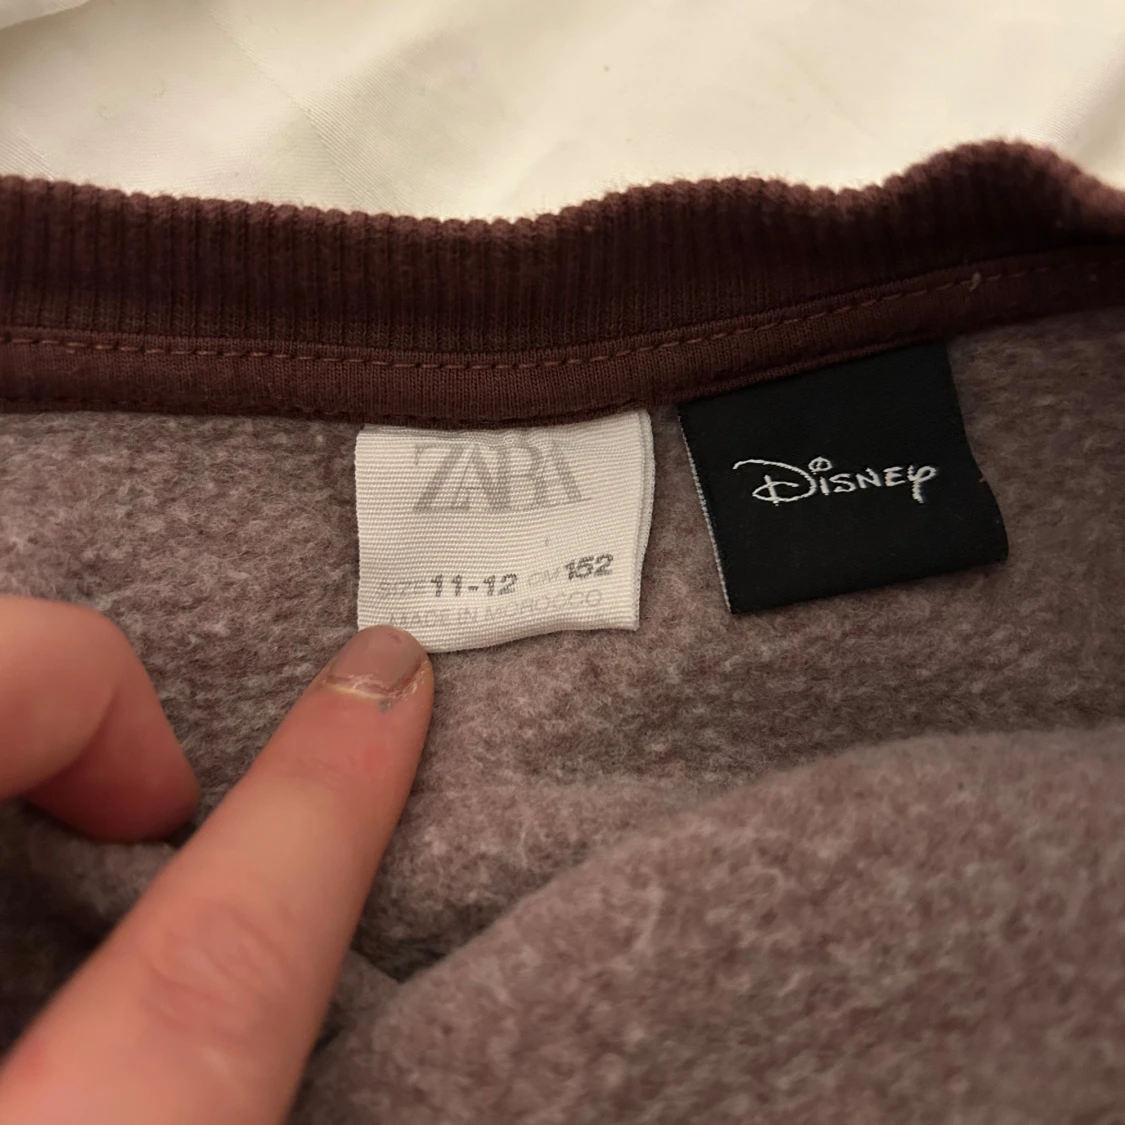 ZARA
SIZE 11-12 CM 152
MADE IN MOROCCO
Disney